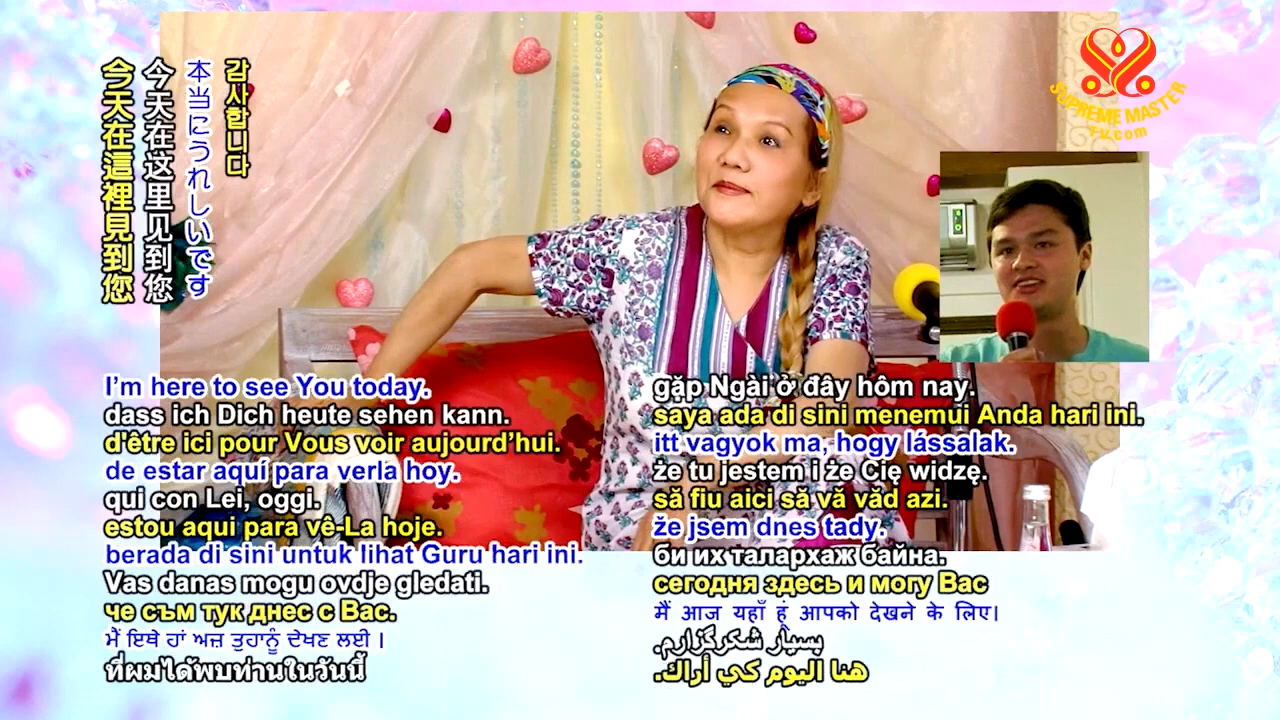 감사합니다
本当にうれしいです
今天在这里见到您
今天在這裡見到您
SUPREME MASTER
TV.com
I'm here to see You today.
dass ich Dich heute sehen kann.
d'être ici pour Vous voir aujourd'hui.
de estar aquí para verla hoy.
qui con Lei, oggi.
estou aqui para vê-La hoje.
berada di sini untuk lihat Guru hari ini.
Vas danas mogu ovdje gledati.
че съм тук днес с Вас.
ਮੈਂ ਇਥੇ ਹਾਂ ਅਜ਼ ਤੁਹਾਨੂੰ ਦੇਖਣ ਲਈ ।
ที่ผมได้พบท่านในวันนี้
gặp Ngài ở đây hôm nay.
saya ada di sini menemui Anda hari ini.
itt vagyok ma, hogy lássalak.
że tu jestem i że Cię widzę.
să fiu aici să vă văd azi.
že jsem dnes tady.
би их талархаж байна.
сегодня здесь и могу Вас
मैं आज यहाँ हूं आपको देखने के लिए।
بسیار شکرگزارم.
هنا اليوم كي أراك.